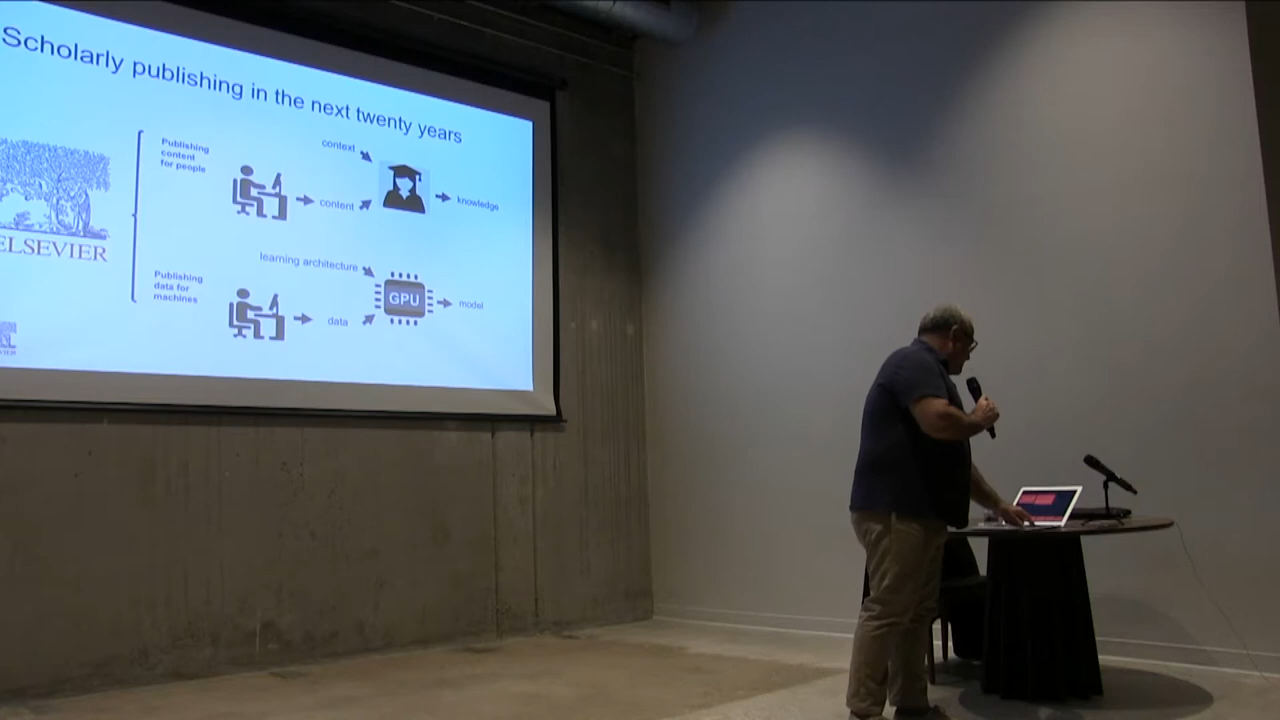 Scholarly publishing in the next twenty years
Publishing
content
for people
context
content
knowledge
ELSEVIER
learning architecture
Publishing
data for
machines
GPU
data
model